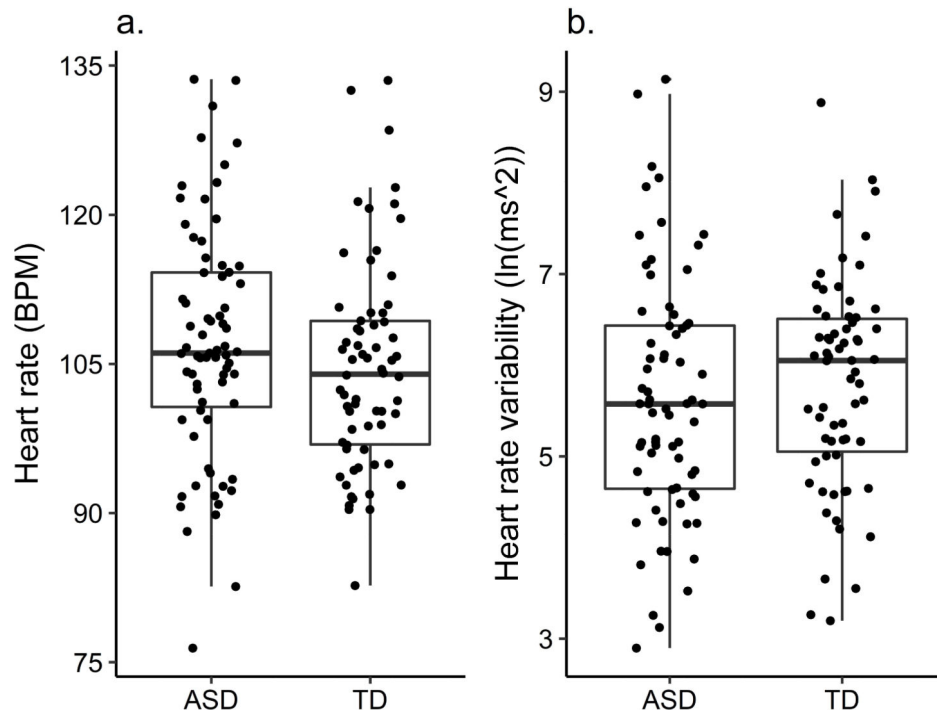 a.
Heart rate (BPM)
135
120
105
90
75
ASD TD
b.
Heart rate variability (ln(ms^2))
9
7
5
3
ASD TD